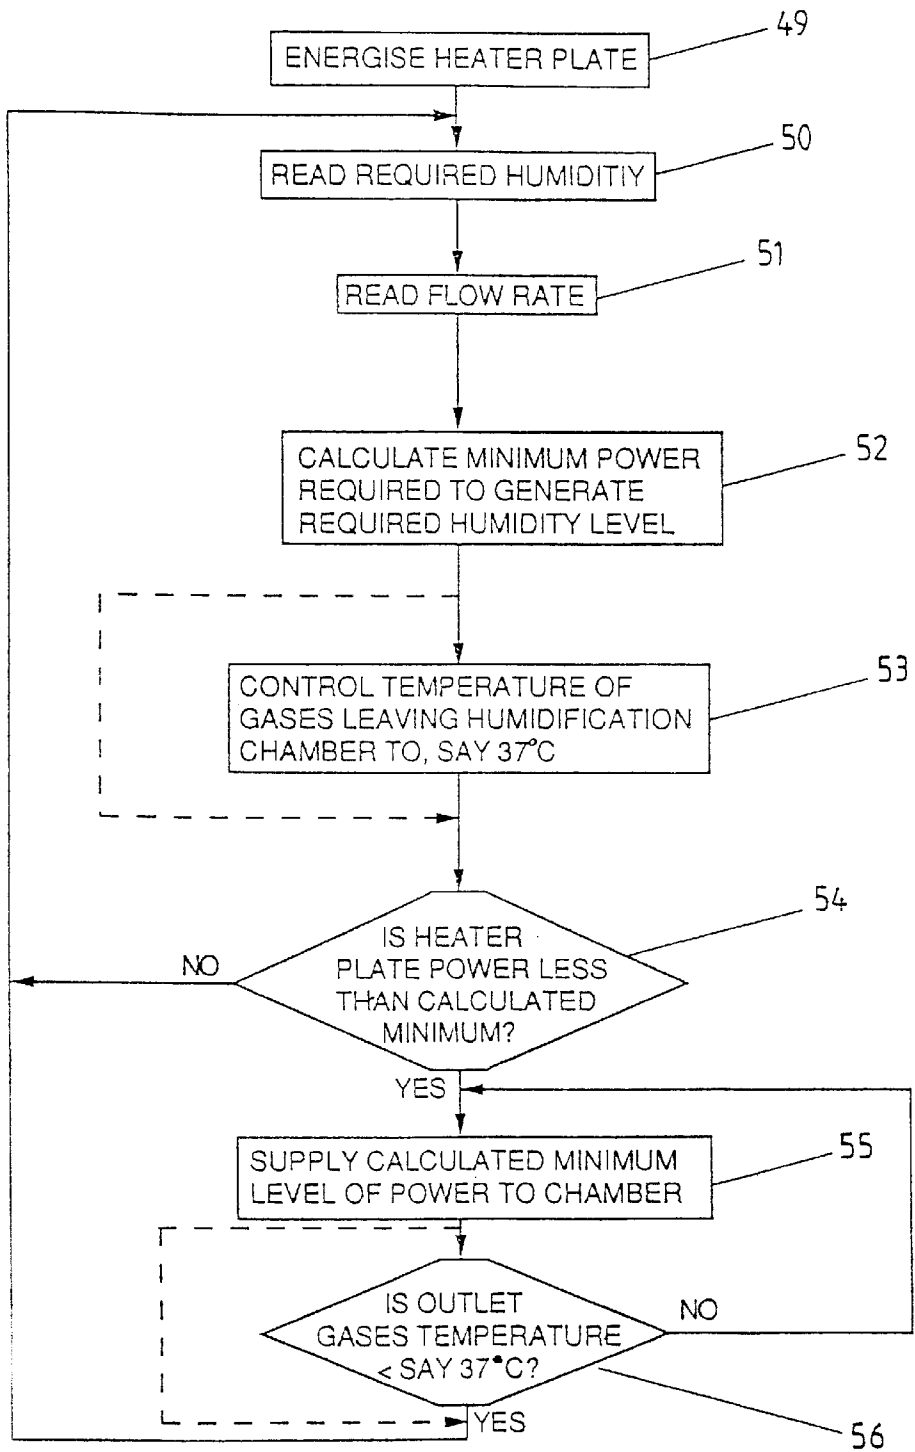 49
ENERGISE HEATER PLATE
50
READ REQUIRED HUMIDITIY
51
READ FLOW RATE
52
CALCULATE MINIMUM POWER
REQUIRED TO GENERATE
REQUIRED HUMIDITY LEVEL
53
CONTROL TEMPERATURE OF
GASES LEAVING HUMIDIFICATION
CHAMBER TO, SAY 37°C
54
IS HEATER
PLATE POWER LESS
THAN CALCULATED
MINIMUM?
NO
YES
55
SUPPLY CALCULATED MINIMUM
LEVEL OF POWER TO CHAMBER
IS OUTLET
GASES TEMPERATURE
< SAY 37°C?
NO
YES
56